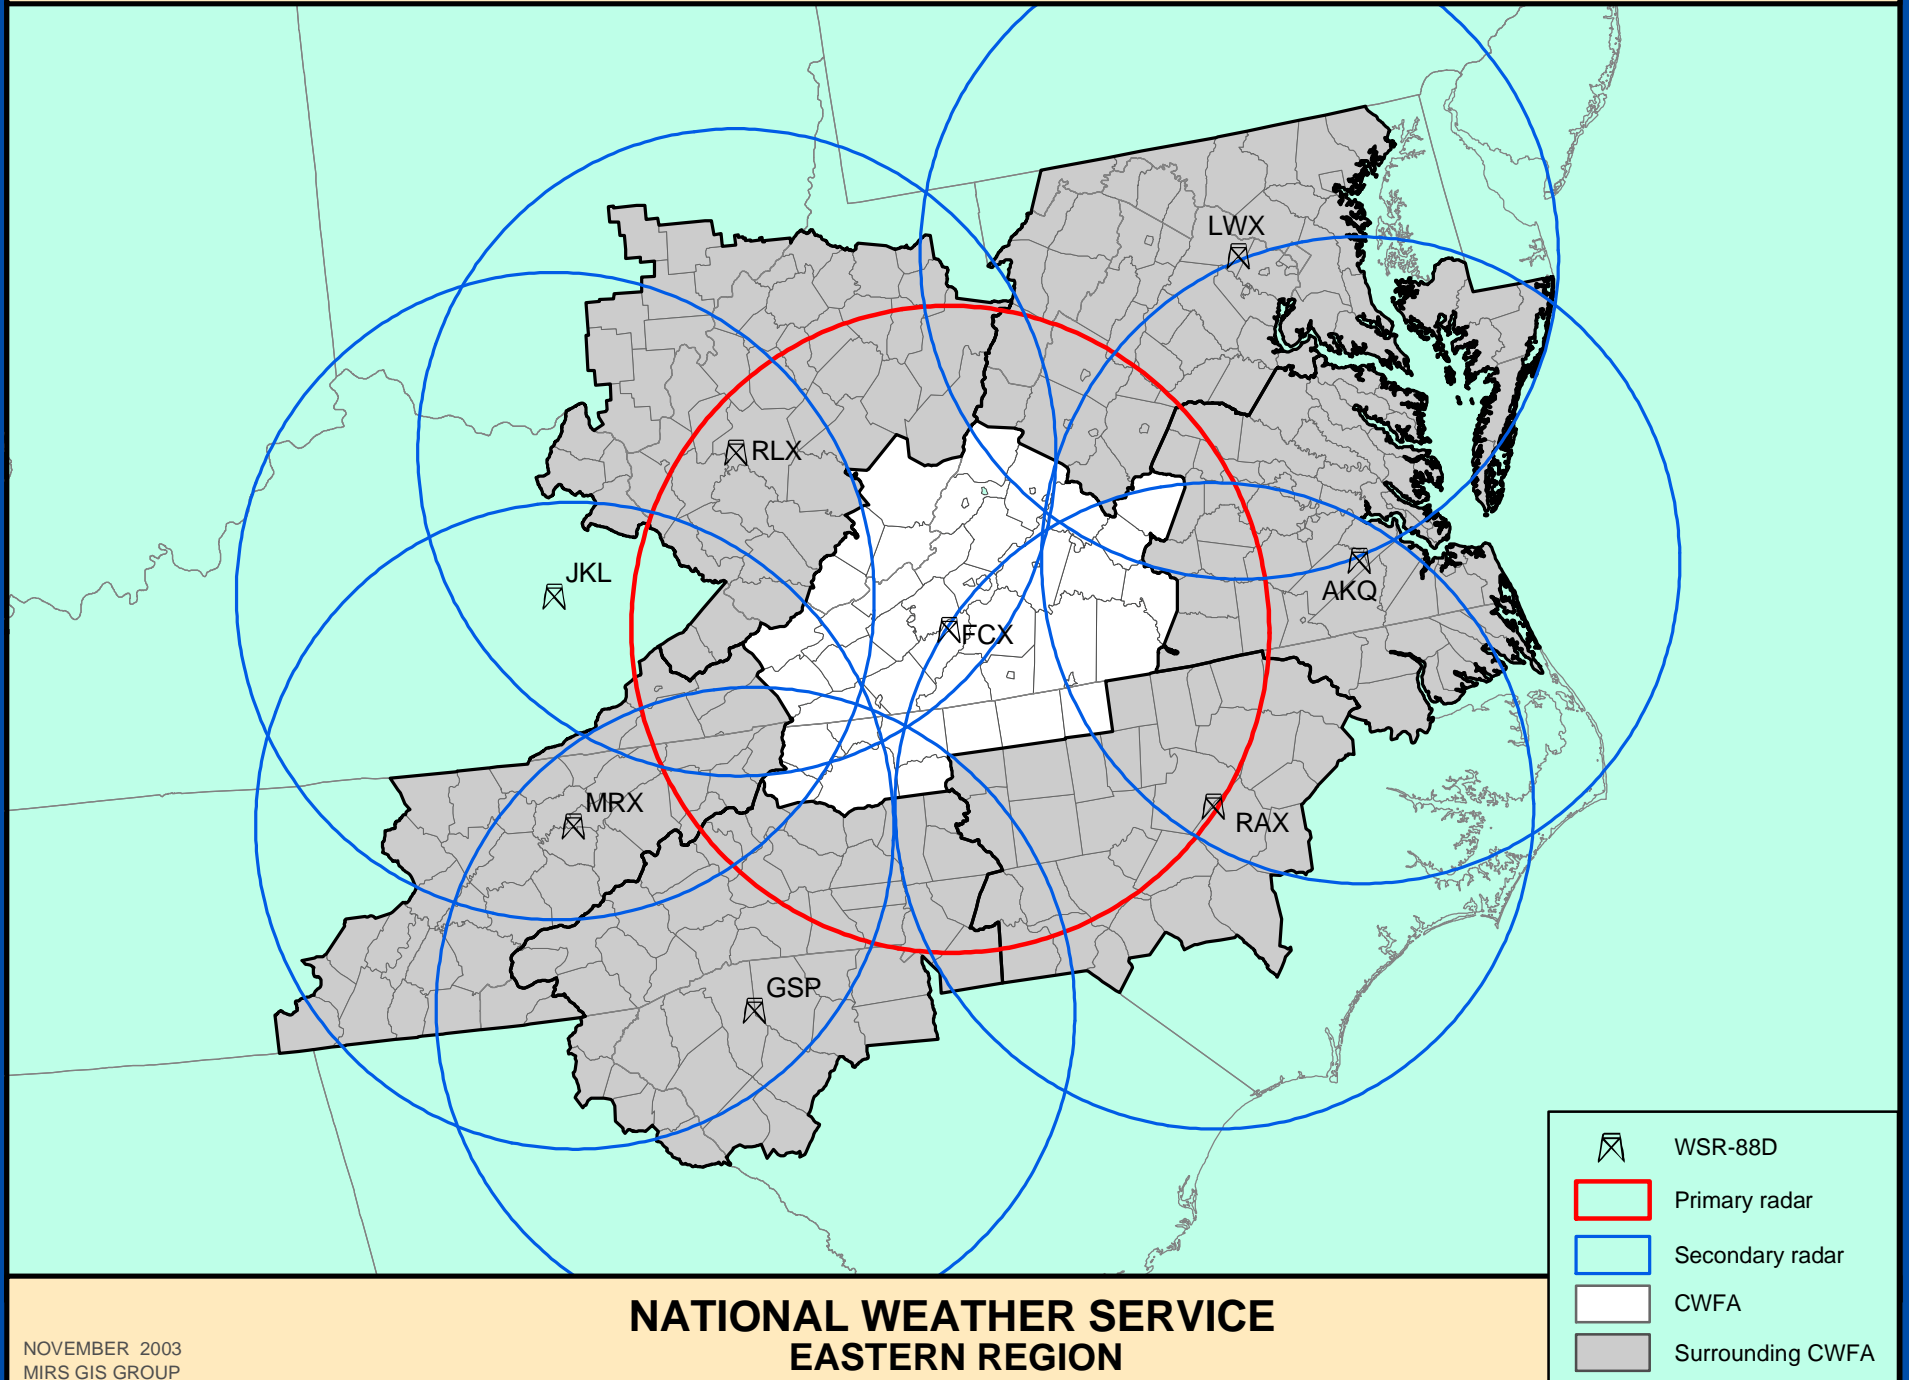 LWX
RLX
JKL
AKQ
FCX
MRX
RAX
GSP
WSR-88D
Primary radar
Secondary radar
CWFA
Surrounding CWFA
NATIONAL WEATHER SERVICE
EASTERN REGION
NOVEMBER 2003
MIRS GIS GROUP